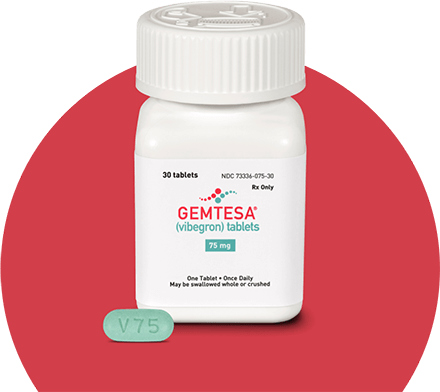 30 tablets NDC 73336-075-30
Rx Only
GEMTESA®
(vibegron) tablets
75 mg
One Tablet • Once Daily
May be swallowed whole or crushed
V75